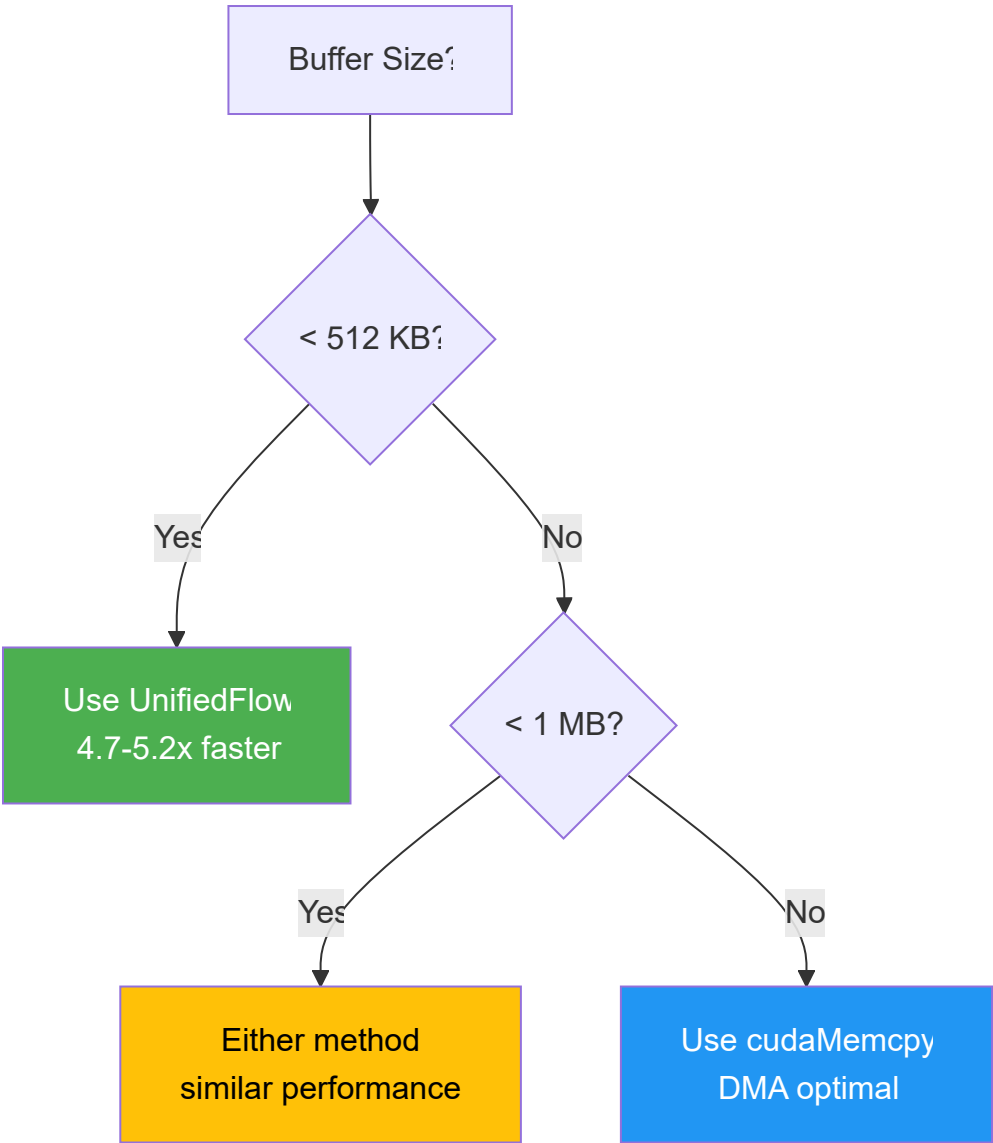 Buffer Size?
< 512 KB?
Yes
No
Use UnifiedFlow
4.7-5.2x faster
< 1 MB?
Yes
No
Either method
similar performance
Use cudaMemcpy
DMA optimal